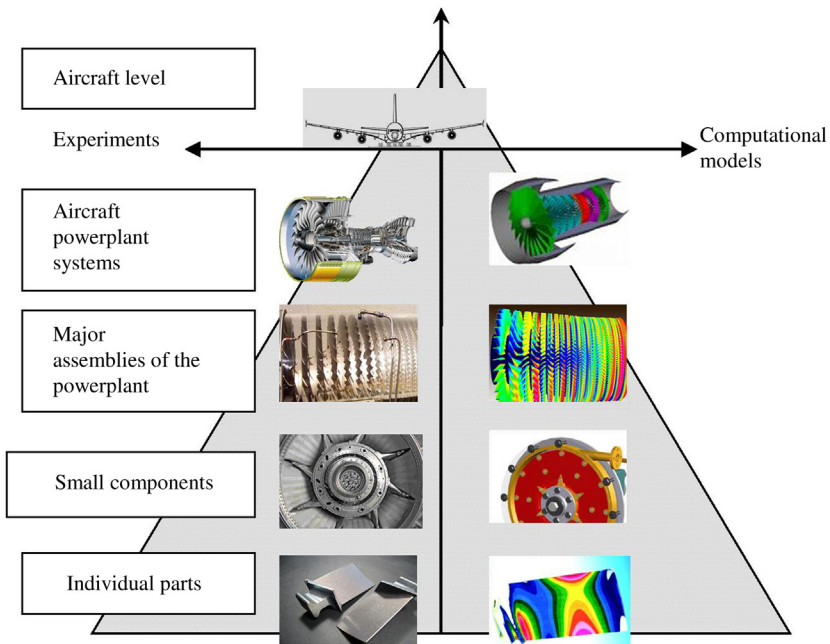 Aircraft level
Experiments
Computational
models
Aircraft
powerplant
systems
Major
assemblies of the
powerplant
Small components
Individual parts